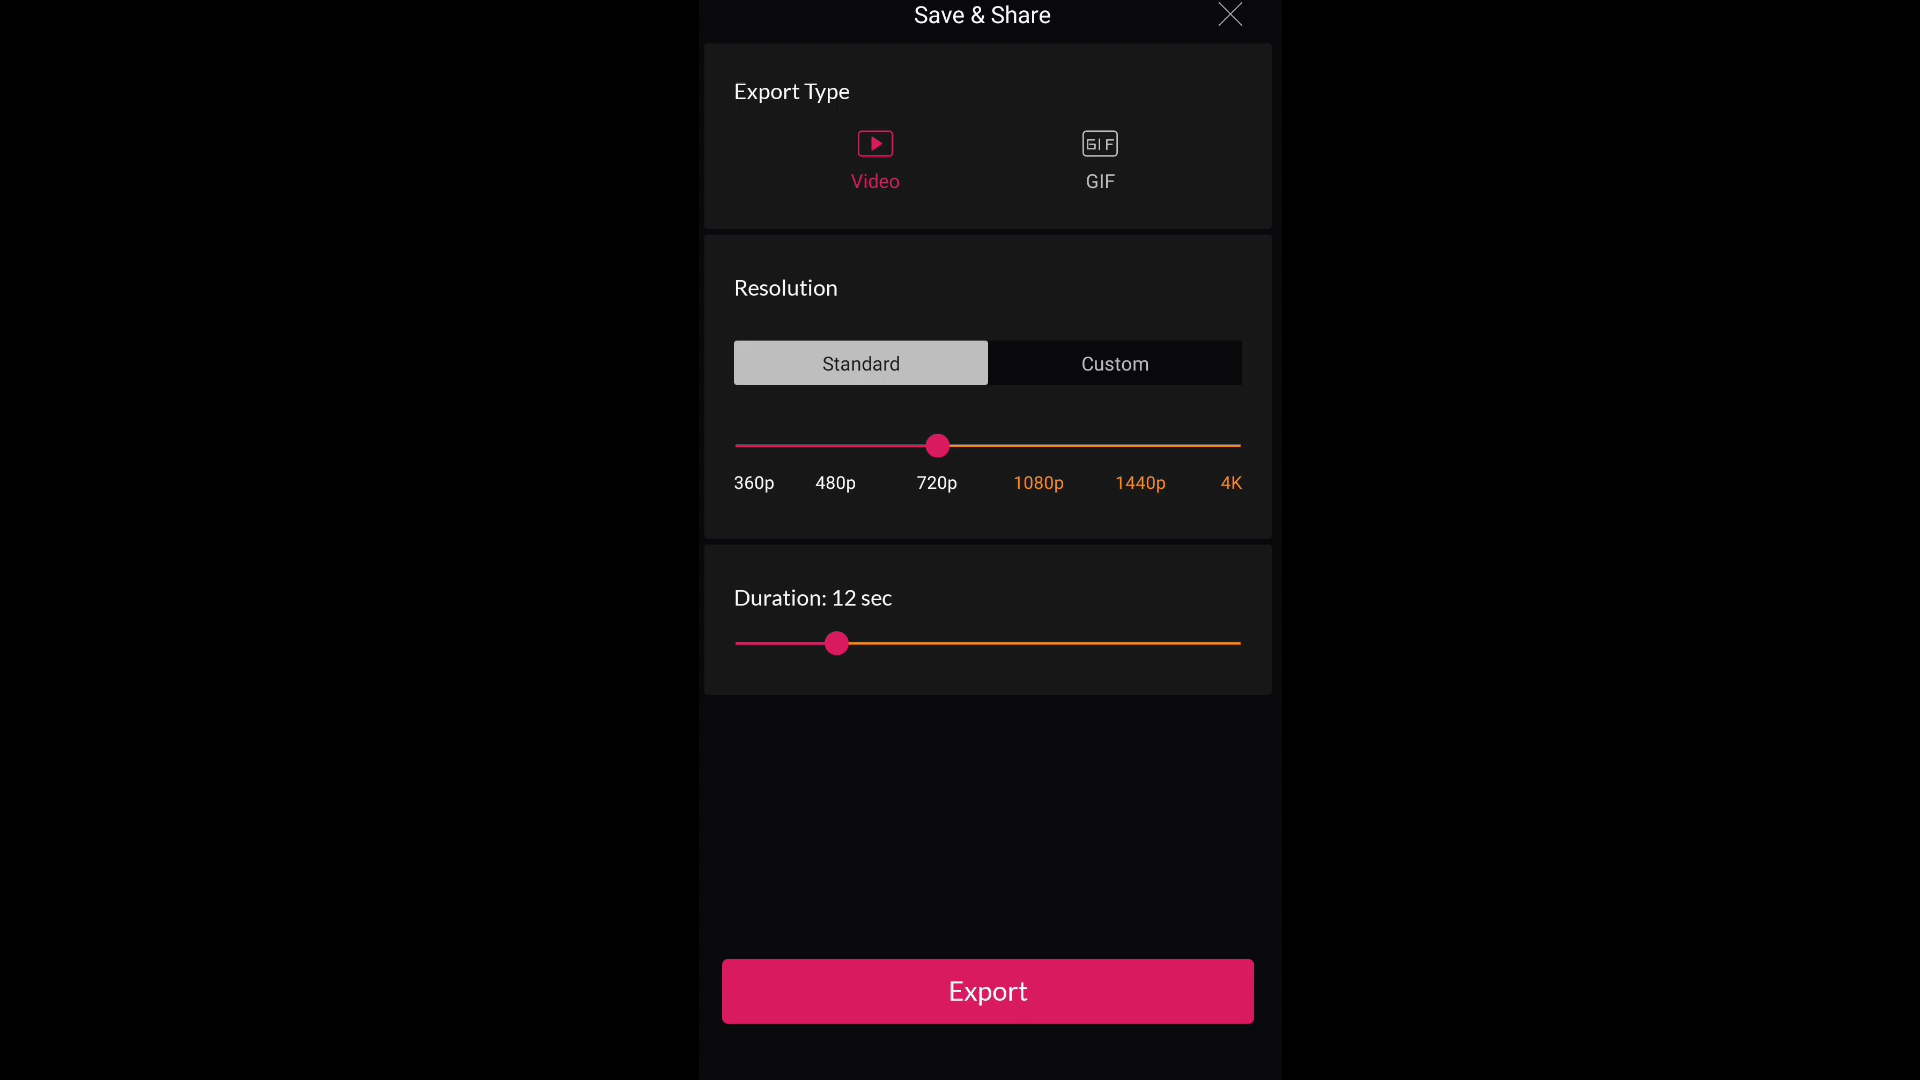 Save & Share
Export Type
GIF
Video
GIF
Resolution
Standard
Custom
360p
480p
720p
1080p
1440p
4K
Duration: 12 sec
Export